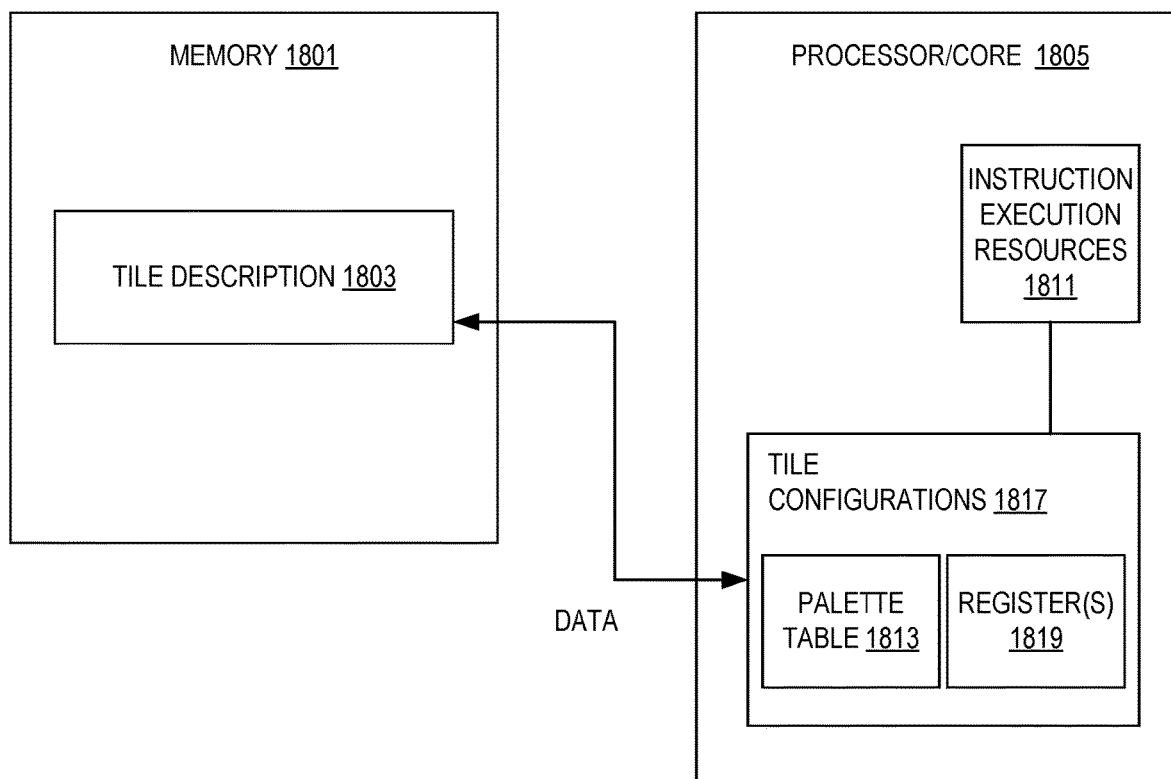 MEMORY 1801
TILE DESCRIPTION 1803
DATA
PROCESSOR/CORE 1805
INSTRUCTION
EXECUTION
RESOURCES
1811
TILE
CONFIGURATIONS 1817
PALETTE
TABLE 1813
REGISTER(S)
1819